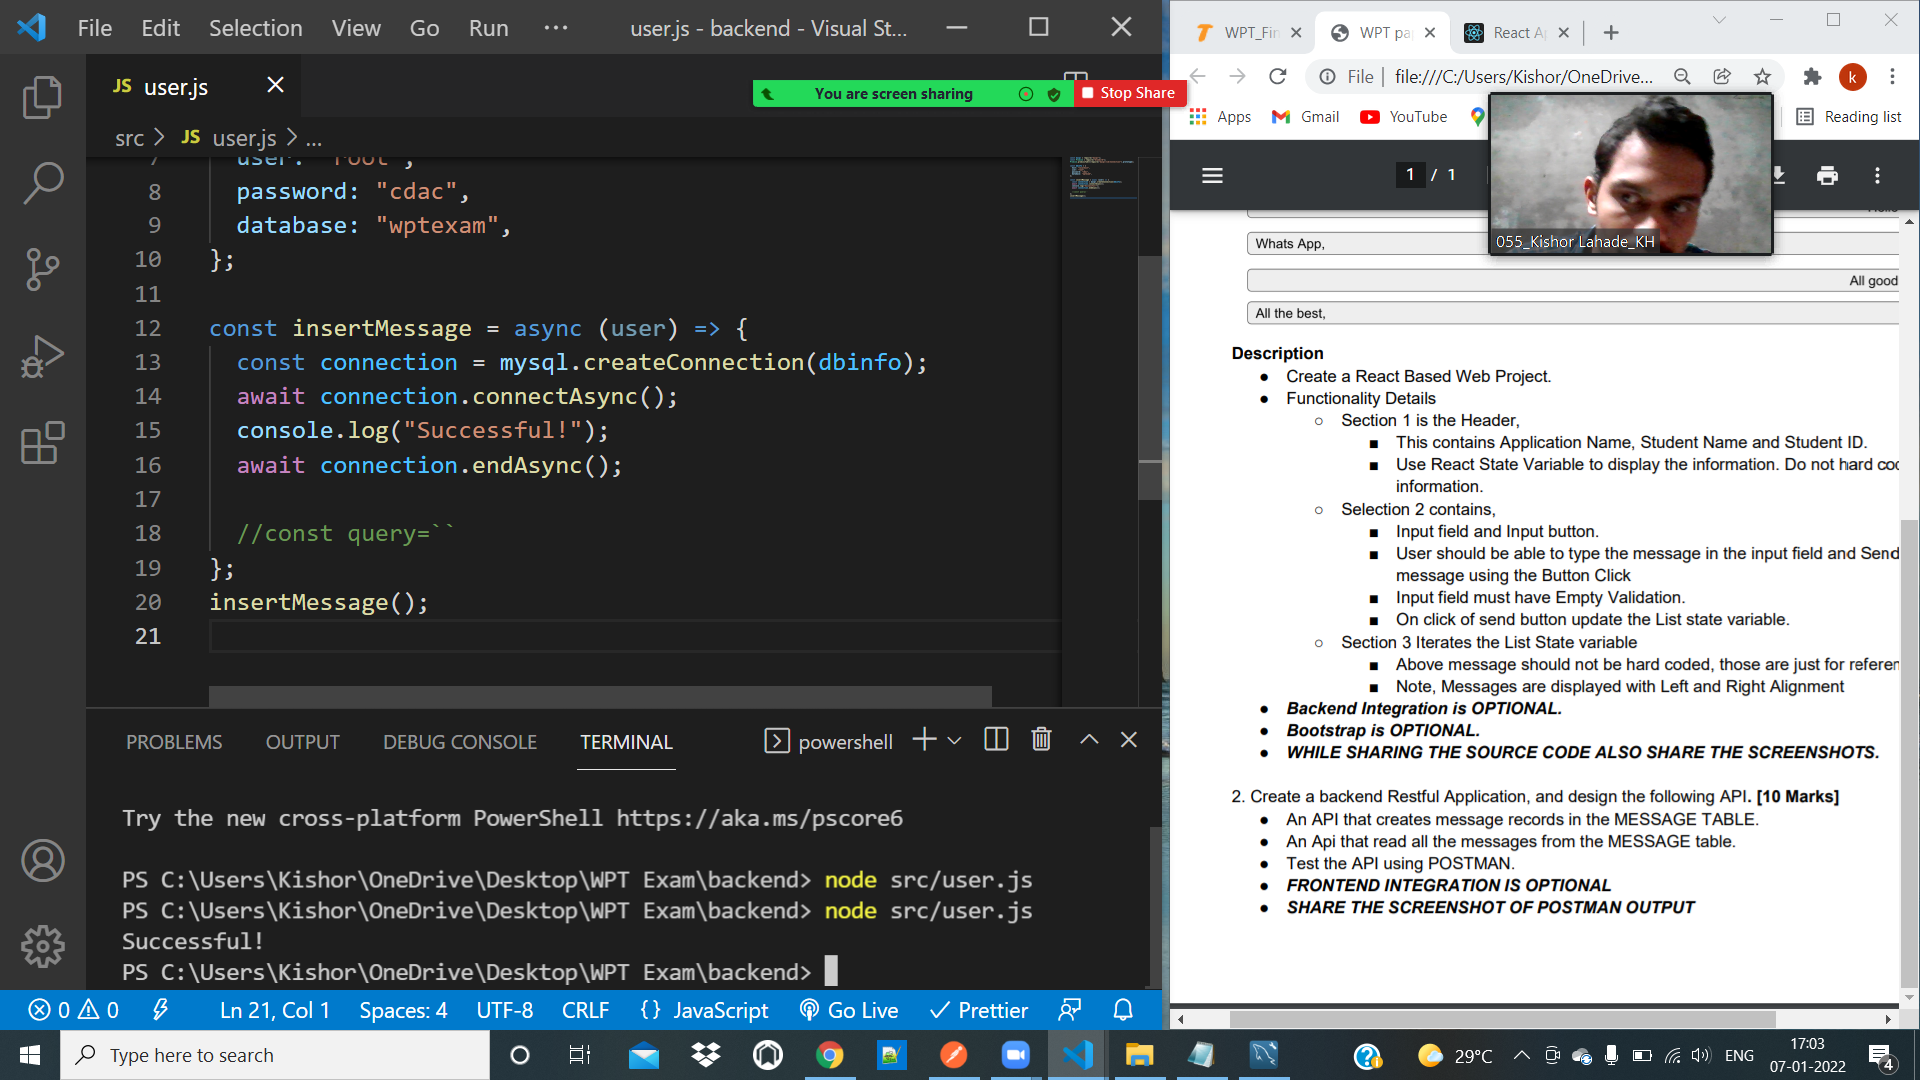 File Edit Selection View Go Run ··· user.js - backend - Visual St...
JS user.js
You are screen sharing Stop Share
src > JS user.js > ...
7 user: "root",
8 password: "cdac",
9 database: "wptexam",
10 };
11
12 const insertMessage = async (user) => {
13 const connection = mysql.createConnection(dbinfo);
14 await connection.connectAsync();
15 console.log("Successful!");
16 await connection.endAsync();
17
18 //const query=``
19 };
20 insertMessage();
21
PROBLEMS OUTPUT DEBUG CONSOLE TERMINAL powershell
Try the new cross-platform PowerShell https://aka.ms/pscore6
PS C:\Users\Kishor\OneDrive\Desktop\WPT Exam\backend> node src/user.js
PS C:\Users\Kishor\OneDrive\Desktop\WPT Exam\backend> node src/user.js
Successful!
PS C:\Users\Kishor\OneDrive\Desktop\WPT Exam\backend>
0 0 Ln 21, Col 1 Spaces: 4 UTF-8 CRLF {} JavaScript Go Live Prettier
WPT_Fin WPT pa React A
File | file:///C:/Users/Kishor/OneDrive... k
Apps Gmail YouTube Reading list
1 / 1
055_Kishor Lahade_KH
Whats App,
All good
All the best,
Description
● Create a React Based Web Project.
● Functionality Details
○ Section 1 is the Header,
■ This contains Application Name, Student Name and Student ID.
■ Use React State Variable to display the information. Do not hard coc
information.
○ Selection 2 contains,
■ Input field and Input button.
■ User should be able to type the message in the input field and Send
message using the Button Click
■ Input field must have Empty Validation.
■ On click of send button update the List state variable.
○ Section 3 Iterates the List State variable
■ Above message should not be hard coded, those are just for referen
■ Note, Messages are displayed with Left and Right Alignment
● Backend Integration is OPTIONAL.
● Bootstrap is OPTIONAL.
● WHILE SHARING THE SOURCE CODE ALSO SHARE THE SCREENSHOTS.
2. Create a backend Restful Application, and design the following API. [10 Marks]
● An API that creates message records in the MESSAGE TABLE.
● An Api that read all the messages from the MESSAGE table.
● Test the API using POSTMAN.
● FRONTEND INTEGRATION IS OPTIONAL
● SHARE THE SCREENSHOT OF POSTMAN OUTPUT
Type here to search
29°C ENG 17:03
07-01-2022 4